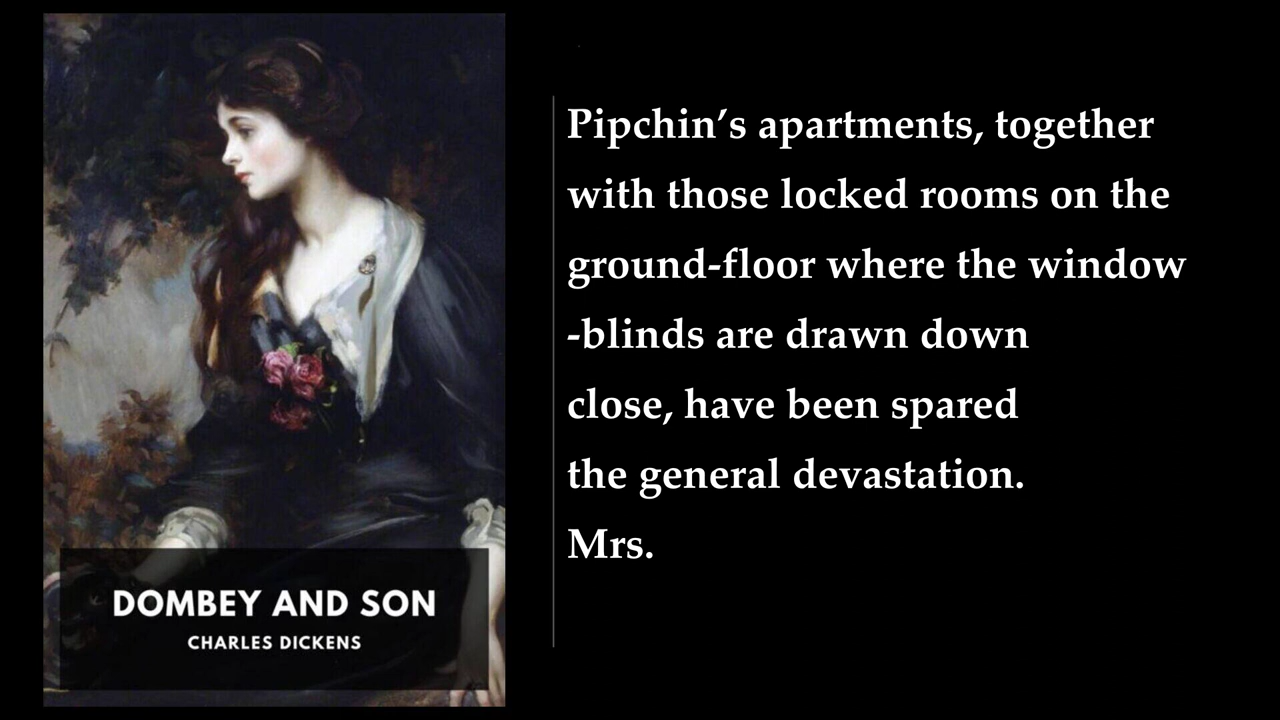 DOMBEY AND SON
CHARLES DICKENS
Pipchin’s apartments, together
with those locked rooms on the
ground-floor where the window
-blinds are drawn down
close, have been spared
the general devastation.
Mrs.